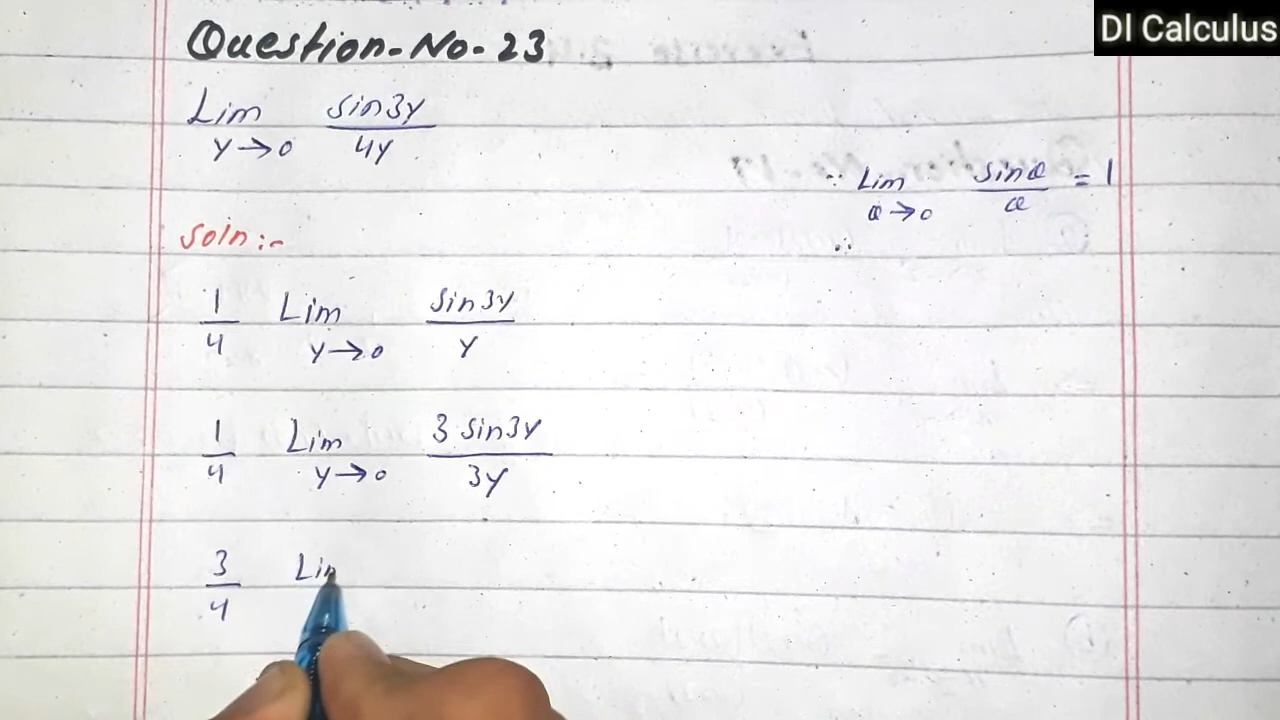 DI Calculus
Question-No-23
Lim y→0 sin3y/4y
∵ Lim θ→0 sinθ/θ = 1
∴
Soln:-
1/4 Lim y→0 sin3y/y
1/4 Lim y→0 3 sin3y/3y
3/4 Lim